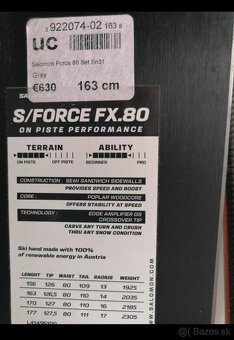 2 922074-02 183 8
UC
Salomon Force 80 Set Sn31
Grey
€630 163 cm
S/FORCE FX.80
ON PISTE PERFORMANCE
TERRAIN ABILITY
ON PISTE OFF PISTE BEGINNER PRO
CONSTRUCTION : SEMI SANDWICH SIDEWALLS
PROVIDES SPEED AND BOOST
CORE : POPLAR WOODCORE
OFFERS STABILITY AT SPEED
TECHNOLOGY : EDGE AMPLIFIER GS
CROSSOVER TIP
CARVE ANY TURN AND CRUSH
THRU ANY SNOW CONDITION
Ski hand made with 100%
of renewable energy in Austria
LENGHT TIP WAIST TAIL RADIUS WEIGHT
156 126 80 109 13 1925
163 126,5 80 110 14 2035
170 127 80 110 16 2185
177 127,5 80 111 17 2305
WWW.SALOMON.COM
bazos.sk